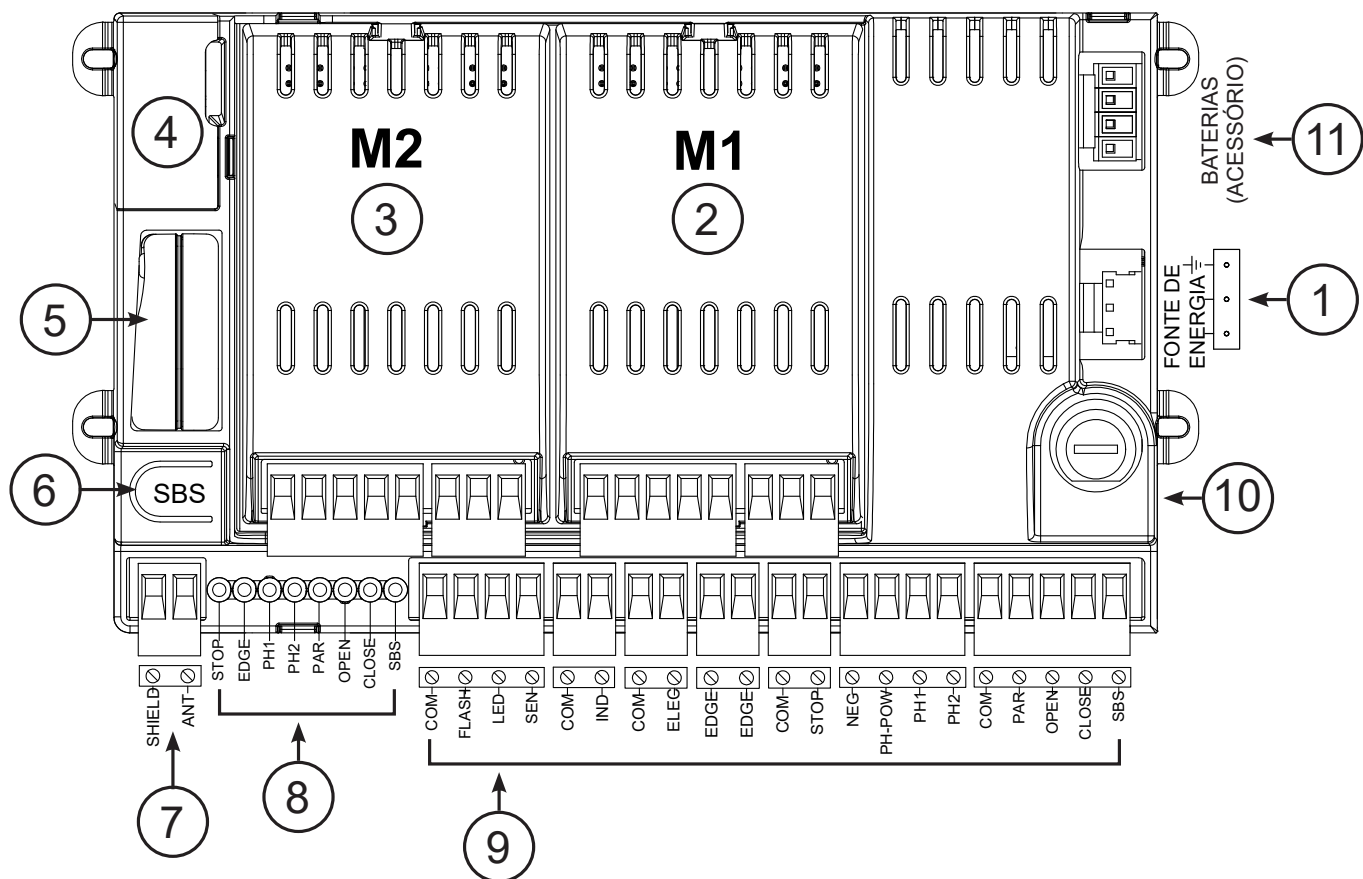 4
M2
3
M1
2
BATERIAS
(ACESSÓRIO)
11
5
FONTE DE
ENERGIA
1
6
SBS
10
STOP
EDGE
PH1
PH2
PAR
OPEN
CLOSE
SBS
SHIELD
ANT
COM
FLASH
LED
SEN
COM
IND
COM
ELEG
EDGE
EDGE
COM
STOP
NEG
PH-POW
PH1
PH2
COM
PAR
OPEN
CLOSE
SBS
7
8
9